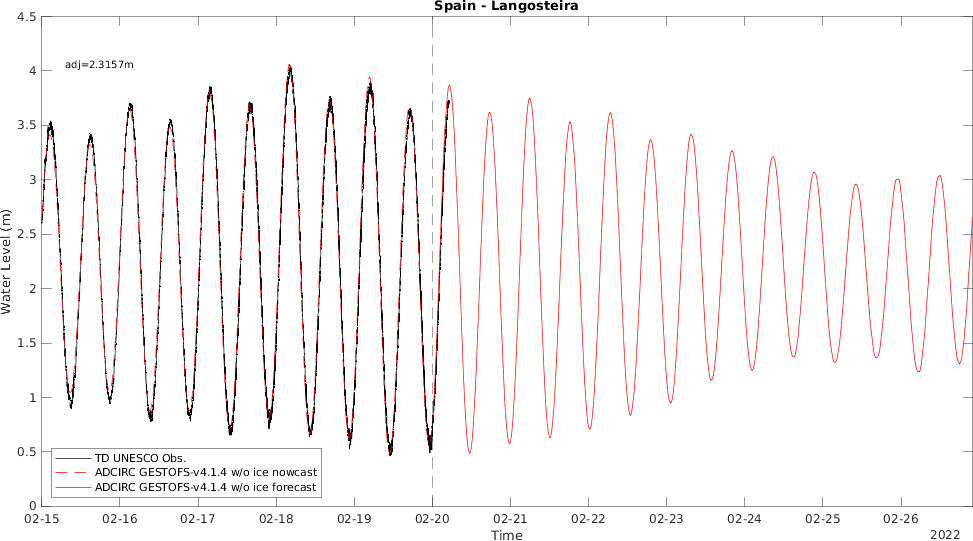 Spain - Langosteira
4.5
4
3.5
3
2.5
2
1.5
1
0.5
0
Water Level (m)
adj=2.3157m
TD UNESCO Obs.
ADCIRC GESTOFS-v4.1.4 w/o ice nowcast
ADCIRC GESTOFS-v4.1.4 w/o ice forecast
02-15 02-16 02-17 02-18 02-19 02-20 02-21 02-22 02-23 02-24 02-25 02-26
Time
2022